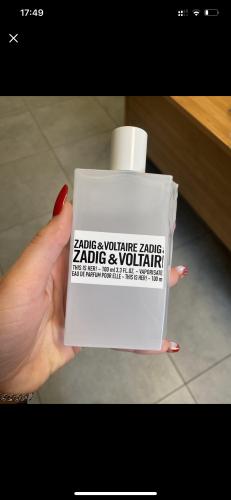 17:49
ZADIG&VOLTAIRE ZADIG
ZADIG & VOLTAIR
THIS IS HER! – 100 ml 3.3 FL.OZ. – VAPORISATE
EAU DE PARFUM POUR ELLE – THIS IS HER! – 100 m